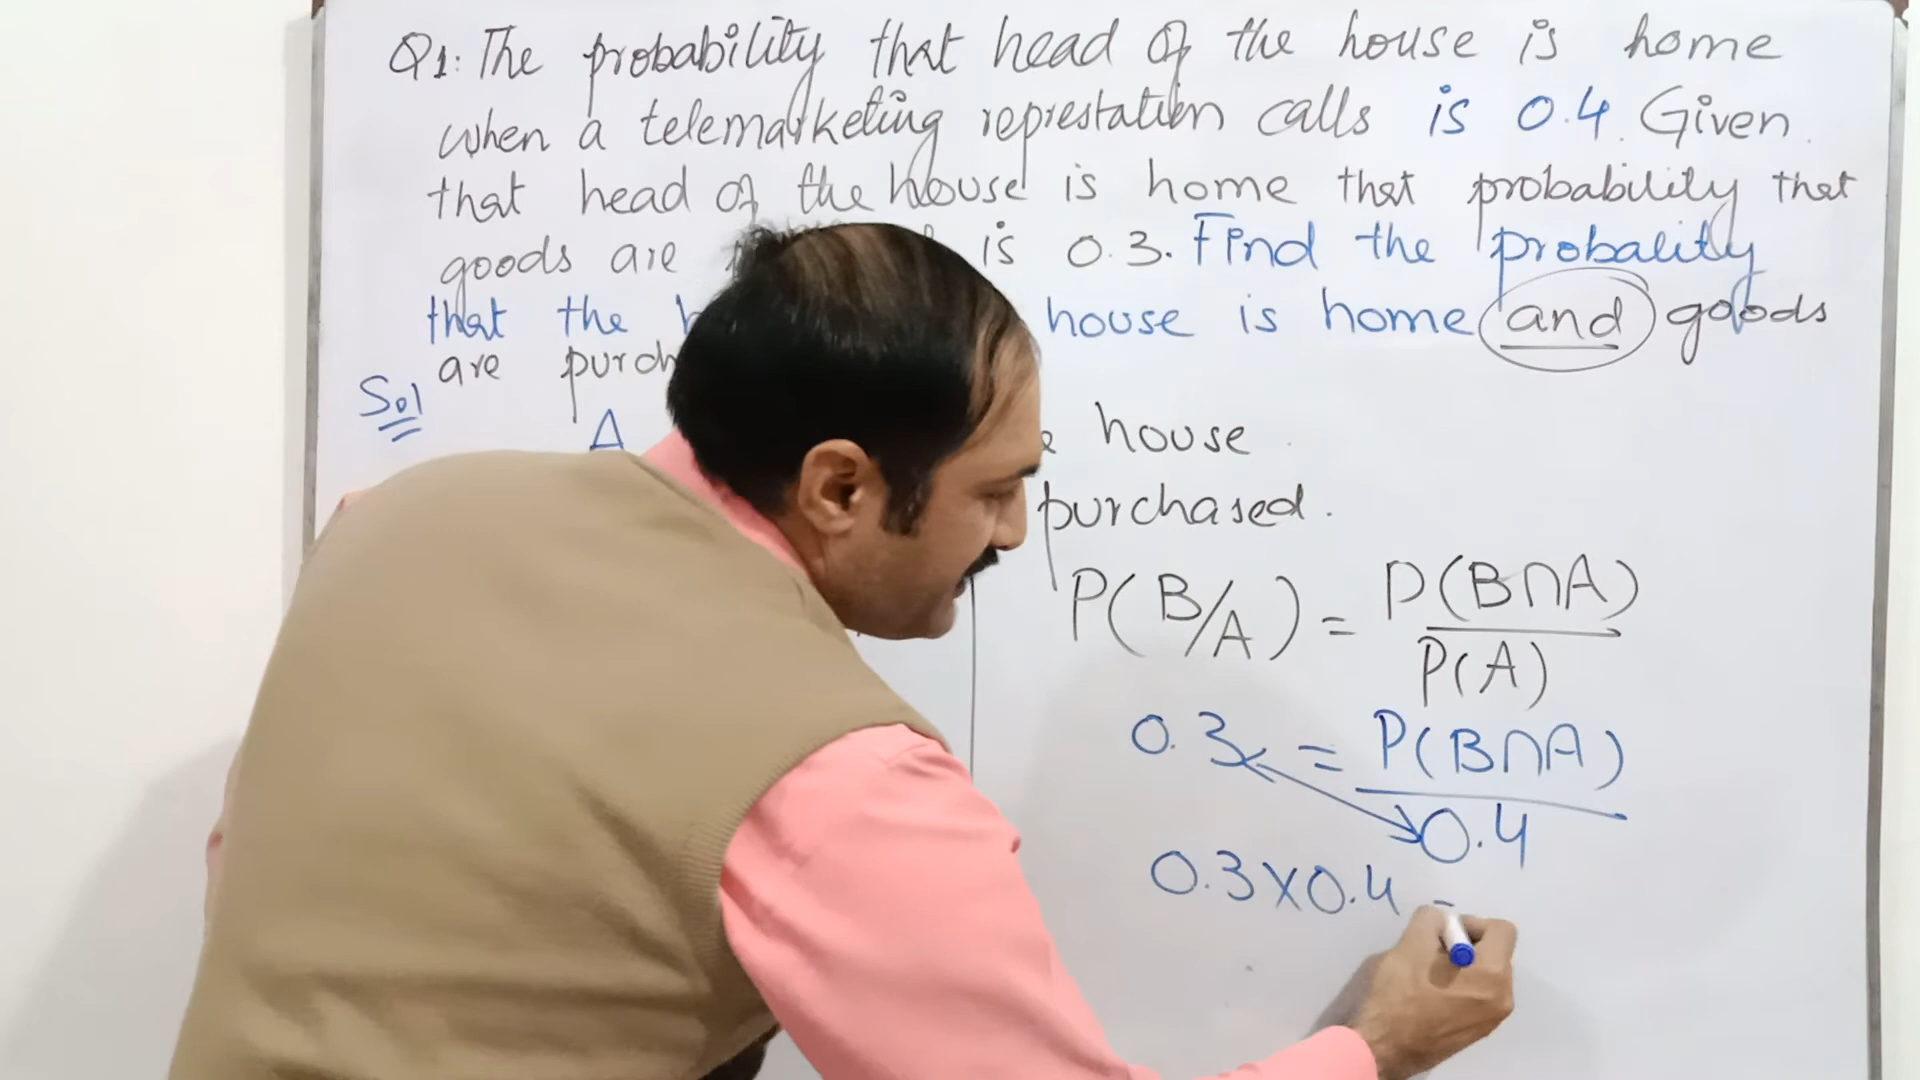 Q1: The probability that head of the house is home
when a telemarketing represtation calls is 0.4. Given
that head of the house is home that probability that
goods are is 0.3. Find the probality
that the house is home and goods
are purch
Sol
A house
purchased.
P(B/A) = P(B∩A) / P(A)
0.3 = P(B∩A) / 0.4
0.3 X 0.4 =